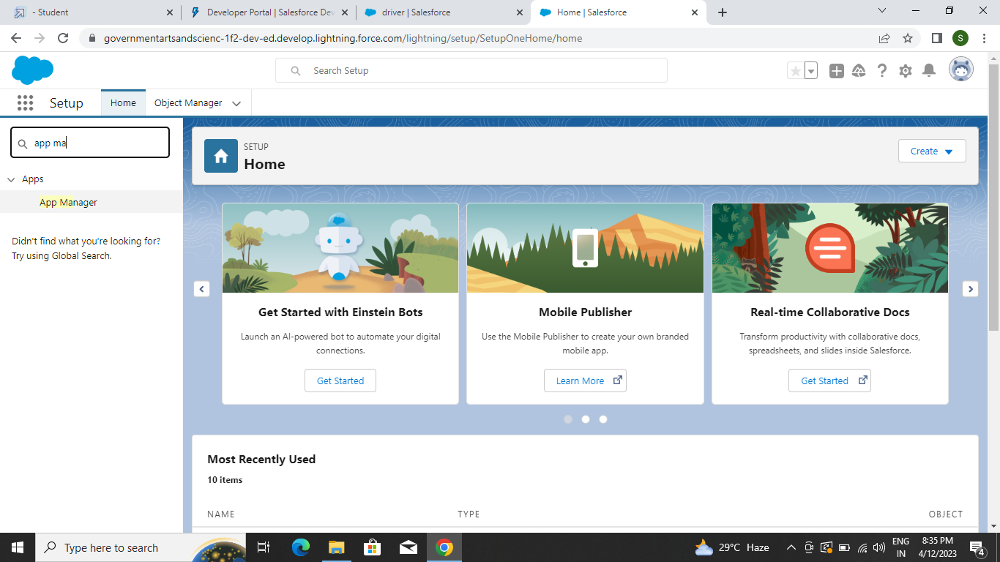 - Student
Developer Portal | Salesforce Dev
driver | Salesforce
Home | Salesforce
governmentartsandscienc-1f2-dev-ed.develop.lightning.force.com/lightning/setup/SetupOneHome/home
S
Search Setup
Setup
Home
Object Manager
app ma
Apps
App Manager
Didn't find what you're looking for?
Try using Global Search.
SETUP
Home
Create
Get Started with Einstein Bots
Launch an AI-powered bot to automate your digital
connections.
Get Started
Mobile Publisher
Use the Mobile Publisher to create your own branded
mobile app.
Learn More
Real-time Collaborative Docs
Transform productivity with collaborative docs,
spreadsheets, and slides inside Salesforce.
Get Started
Most Recently Used
10 items
NAME TYPE OBJECT
Type here to search
29°C Haze
ENG
IN
8:35 PM
4/12/2023
4